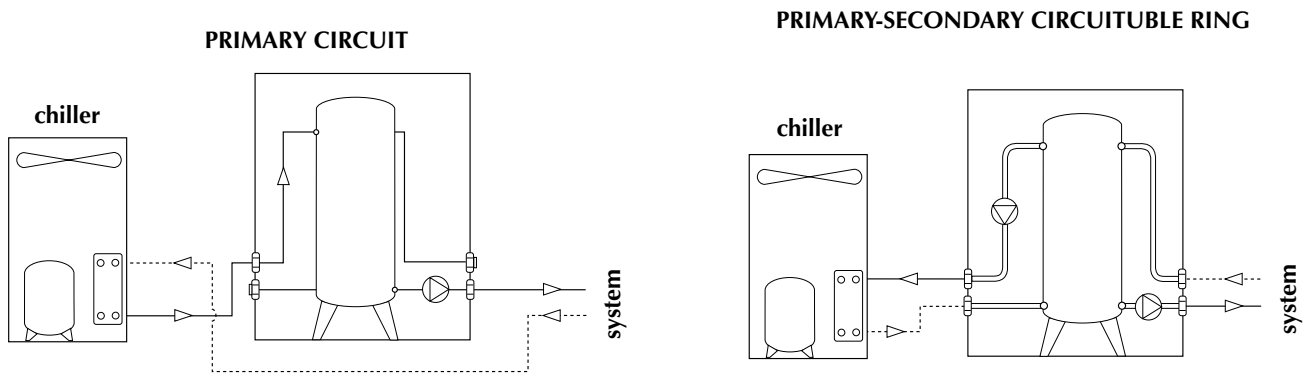 PRIMARY CIRCUIT
chiller
system
PRIMARY-SECONDARY CIRCUITUBLE RING
chiller
system